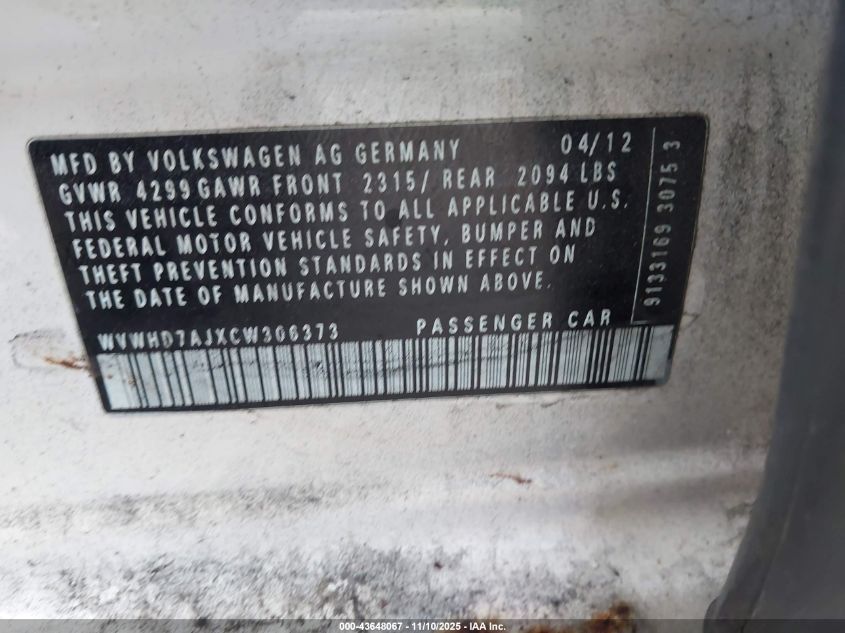 MFD BY VOLKSWAGEN AG GERMANY 04/12
GVWR 4299 GAWR FRONT 2315/ REAR 2094 LBS
THIS VEHICLE CONFORMS TO ALL APPLICABLE U.S.
FEDERAL MOTOR VEHICLE SAFETY, BUMPER AND
THEFT PREVENTION STANDARDS IN EFFECT ON
THE DATE OF MANUFACTURE SHOWN ABOVE.
WVWHD7AJXCW306373 PASSENGER CAR
9133169 3075 3
000-43648067 - 11/10/2025 - IAA Inc.